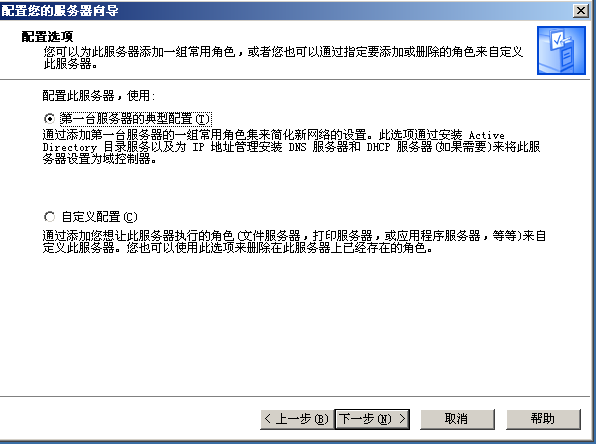 配置您的服务器向导
配置选项
您可以为此服务器添加一组常用角色，或者您也可以通过指定要添加或删除的角色来自定义
此服务器。
配置此服务器，使用：
第一台服务器的典型配置(T)
通过添加第一台服务器的一组常用角色集来简化新网络的设置。此选项通过安装 Active
Directory 目录服务以及为 IP 地址管理安装 DNS 服务器和 DHCP 服务器(如果需要)来将此服
务器设置为域控制器。
自定义配置(C)
通过添加您想让此服务器执行的角色(文件服务器，打印服务器，或应用程序服务器，等等)来自
定义此服务器。您也可以使用此选项来删除在此服务器上已经存在的角色。
< 上一步(B) 下一步(N) > 取消 帮助